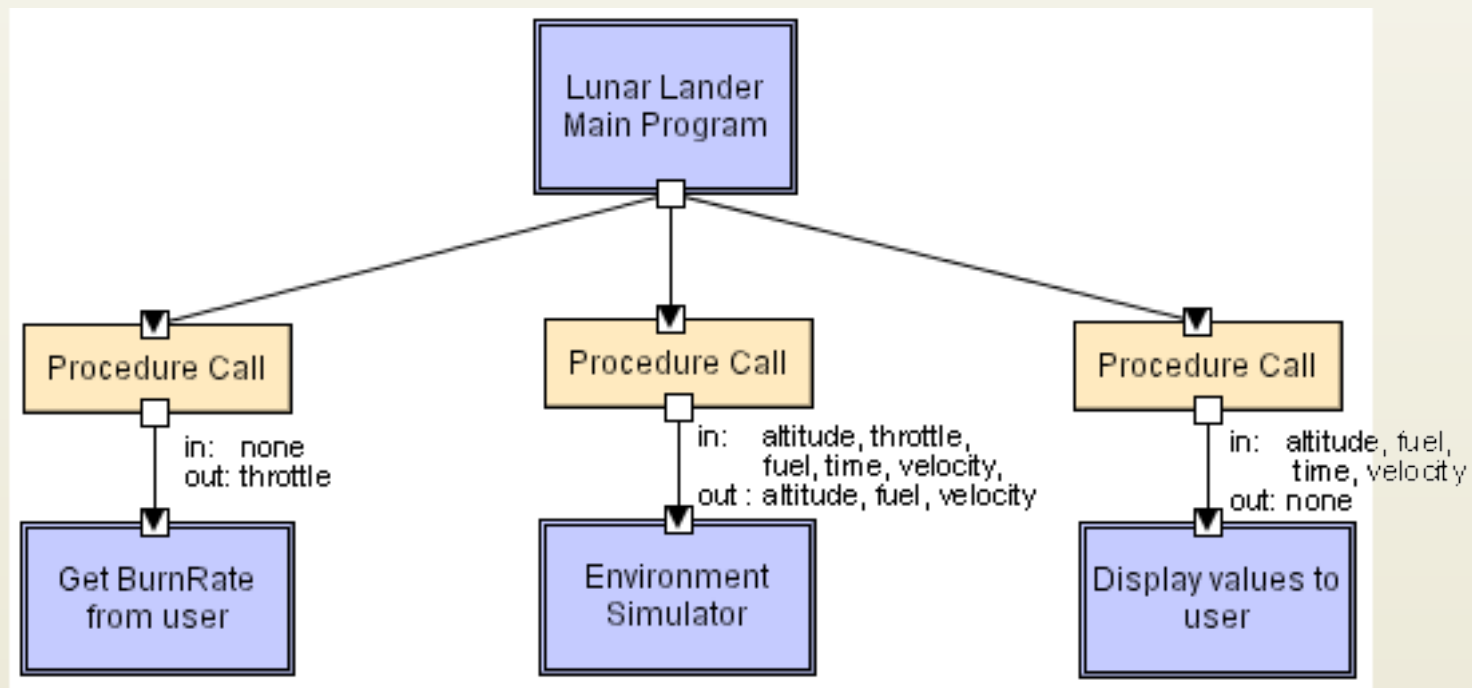 Lunar Lander
Main Program
Procedure Call
Procedure Call
Procedure Call
in: none
out: throttle
in: altitude, throttle,
fuel, time, velocity,
out : altitude, fuel, velocity
in: altitude, fuel,
time, velocity
out: none
Get BurnRate
from user
Environment
Simulator
Display values to
user